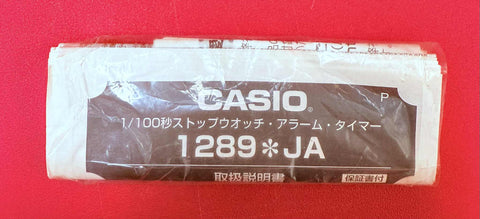 CASIO®
P
1/100秒ストップウオッチ・アラーム・タイマー
1289＊JA
取扱説明書
保証書付